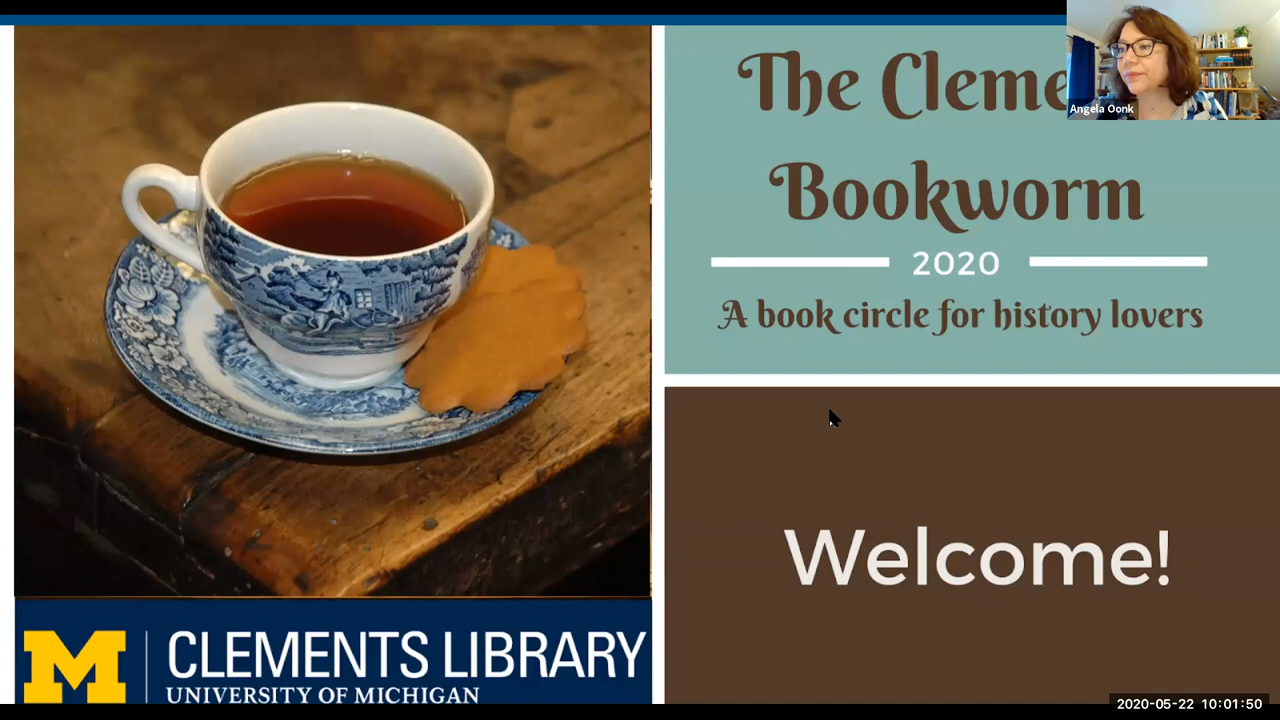 The Cleme
Bookworm
2020
A book circle for history lovers
Angela Oonk
Welcome!
M
CLEMENTS LIBRARY
UNIVERSITY OF MICHIGAN
2020-05-22 10:01:50